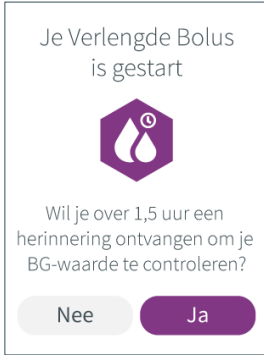 Je Verlengde Bolus
is gestart
Wil je over 1,5 uur een
herinnering ontvangen om je
BG-waarde te controleren?
Nee
Ja